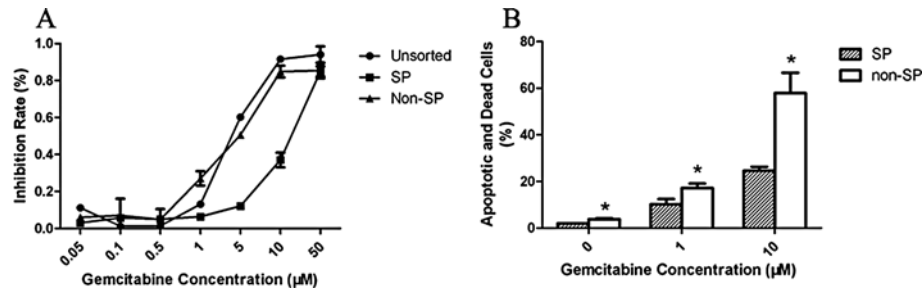 A
Inhibition Rate (%)
1.0
0.8
0.6
0.4
0.2
0.0
0.05
0.1
0.5
1
5
10
50
Gemcitabine Concentration (µM)
Unsorted
SP
Non-SP
B
Apoptotic and Dead Cells
(%)
80
60
40
20
0
*
*
*
0
1
10
Gemcitabine Concentration (µM)
SP
non-SP